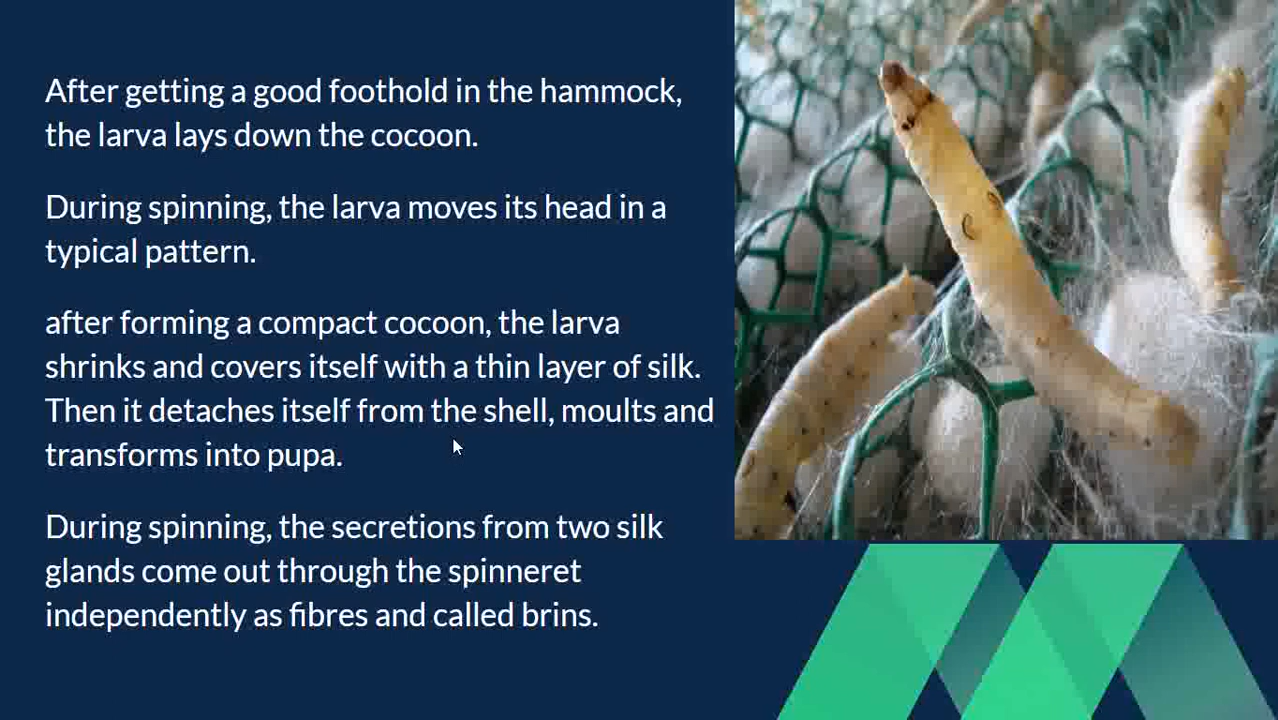 After getting a good foothold in the hammock,
the larva lays down the cocoon.
During spinning, the larva moves its head in a
typical pattern.
after forming a compact cocoon, the larva
shrinks and covers itself with a thin layer of silk.
Then it detaches itself from the shell, moults and
transforms into pupa.
During spinning, the secretions from two silk
glands come out through the spinneret
independently as fibres and called brins.